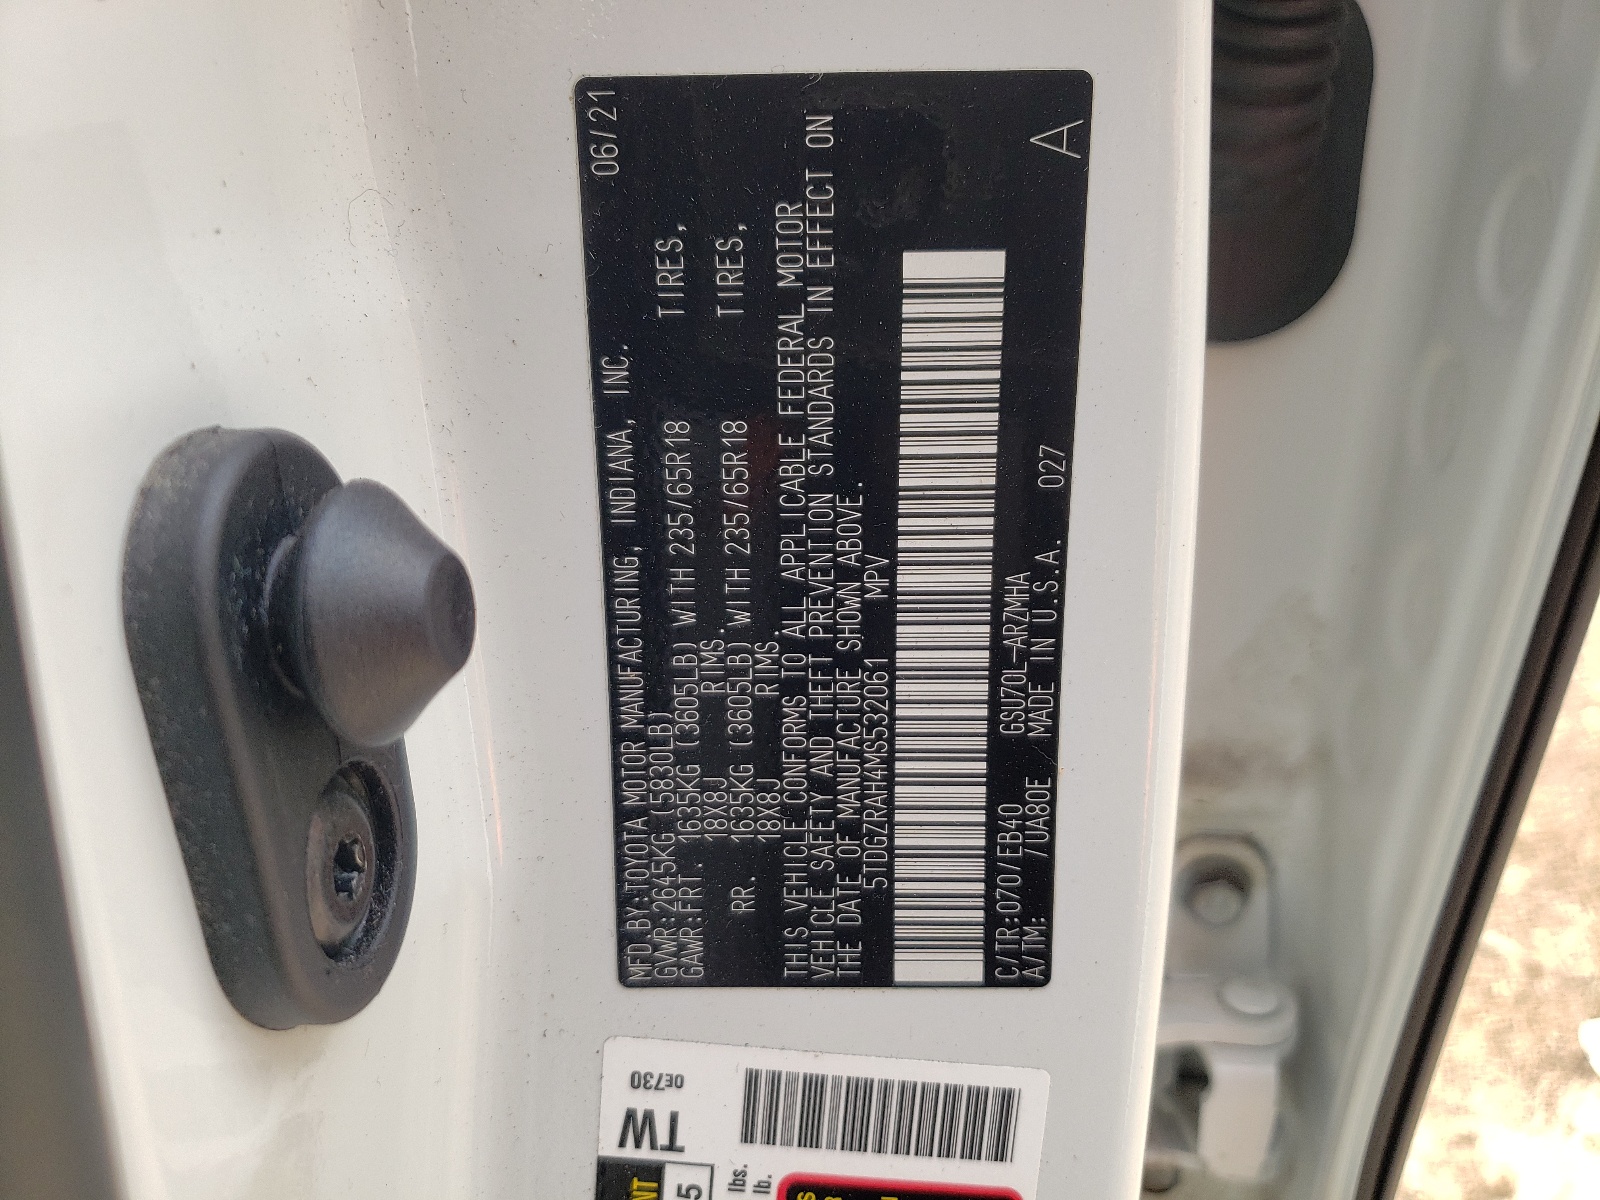 MFD.BY:TOYOTA MOTOR MANUFACTURING, INDIANA, INC. 06/21
GVWR:2645KG (5830LB)
GAWR:FRT. 1635KG (3605LB) WITH 235/65R18 TIRES,
18X8J RIMS.
RR. 1635KG (3605LB) WITH 235/65R18 TIRES,
18X8J RIMS.
THIS VEHICLE CONFORMS TO ALL APPLICABLE FEDERAL MOTOR
VEHICLE SAFETY AND THEFT PREVENTION STANDARDS IN EFFECT ON
THE DATE OF MANUFACTURE SHOWN ABOVE.
5TDGZRAH4MS532061 MPV
C/TR:070/EB40 GSU70L-ARZMHA
A/TM: /UA80E MADE IN U.S.A. 027 A
0E730
TW
NT
5
lbs.
lb.